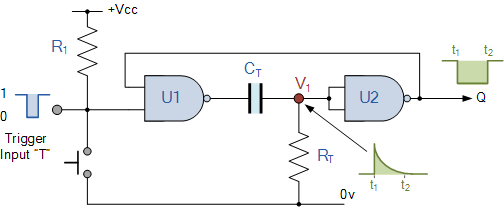 +Vcc
R1
1
0
Trigger
Input "T"
U1
CT
V1
U2
t1 t2
Q
RT
t1 t2
0v